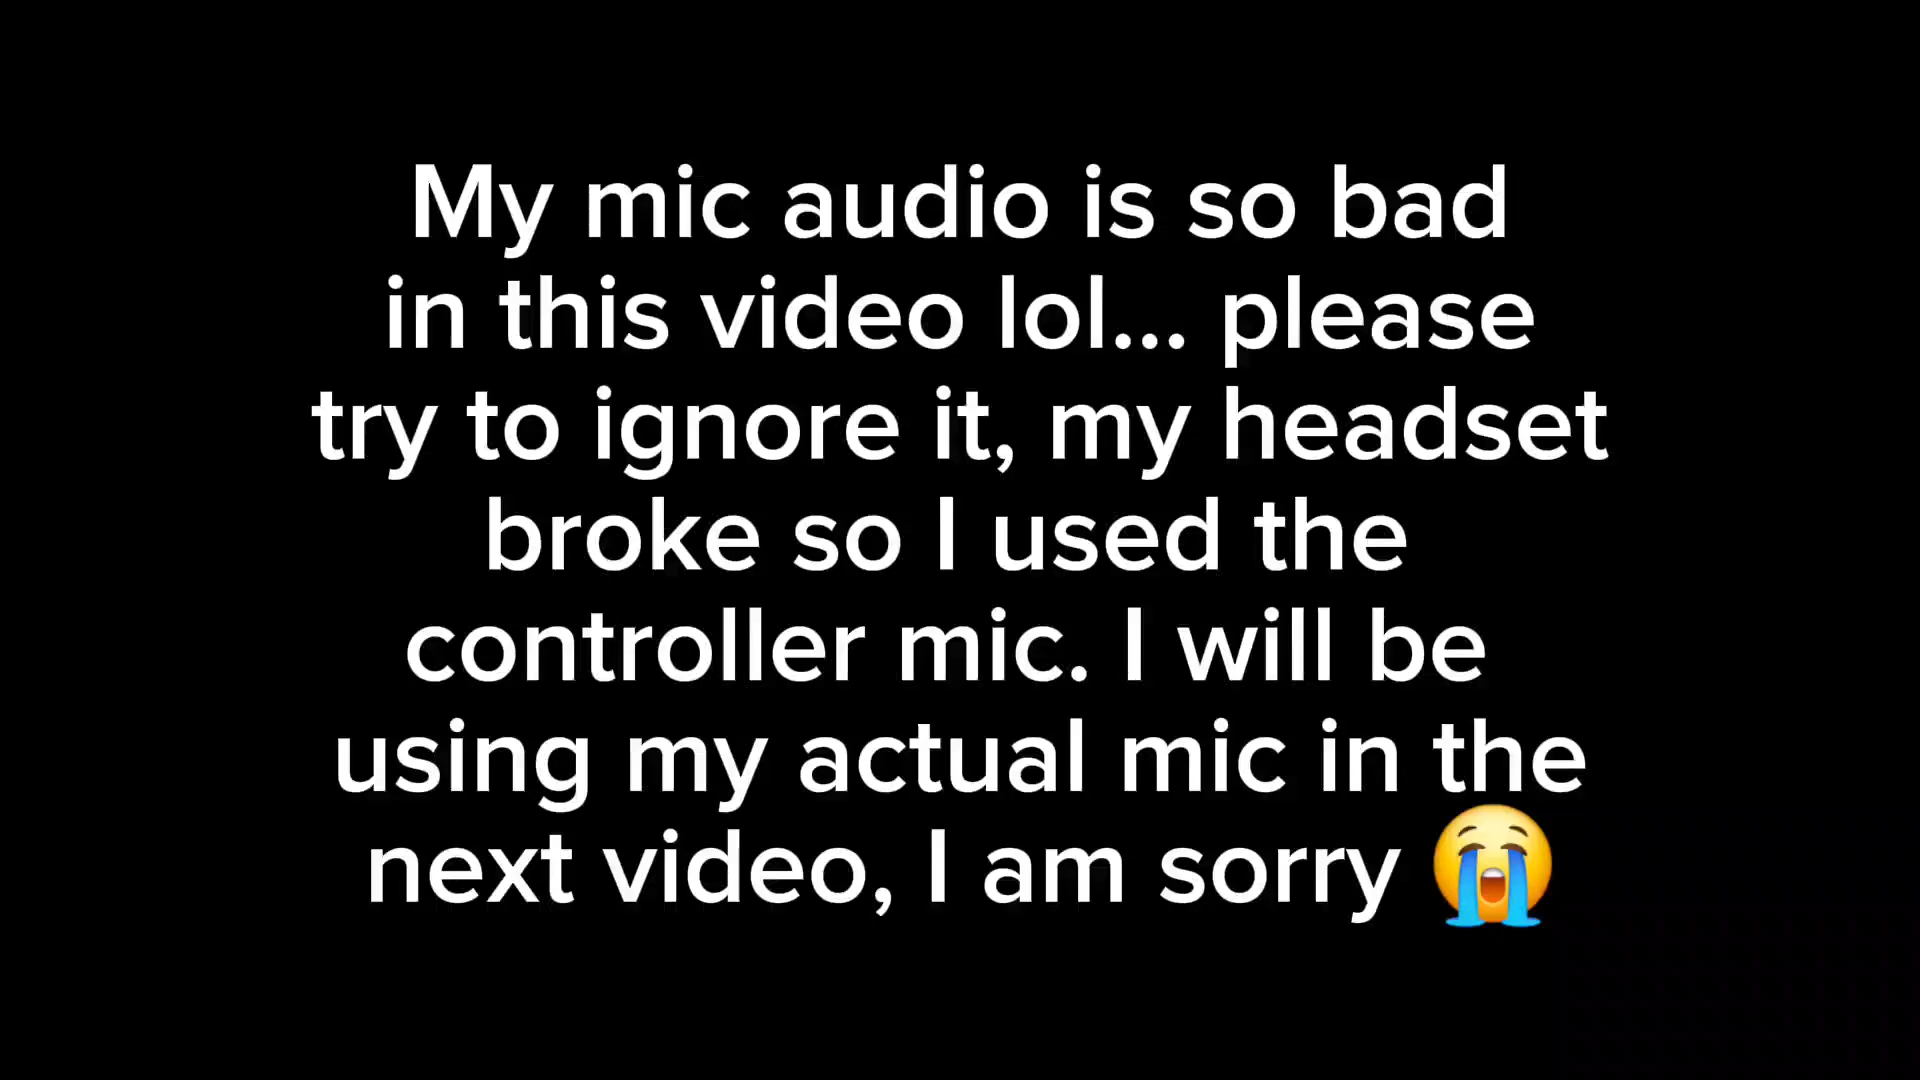 My mic audio is so bad
in this video lol... please
try to ignore it, my headset
broke so I used the
controller mic. I will be
using my actual mic in the
next video, I am sorry 😭